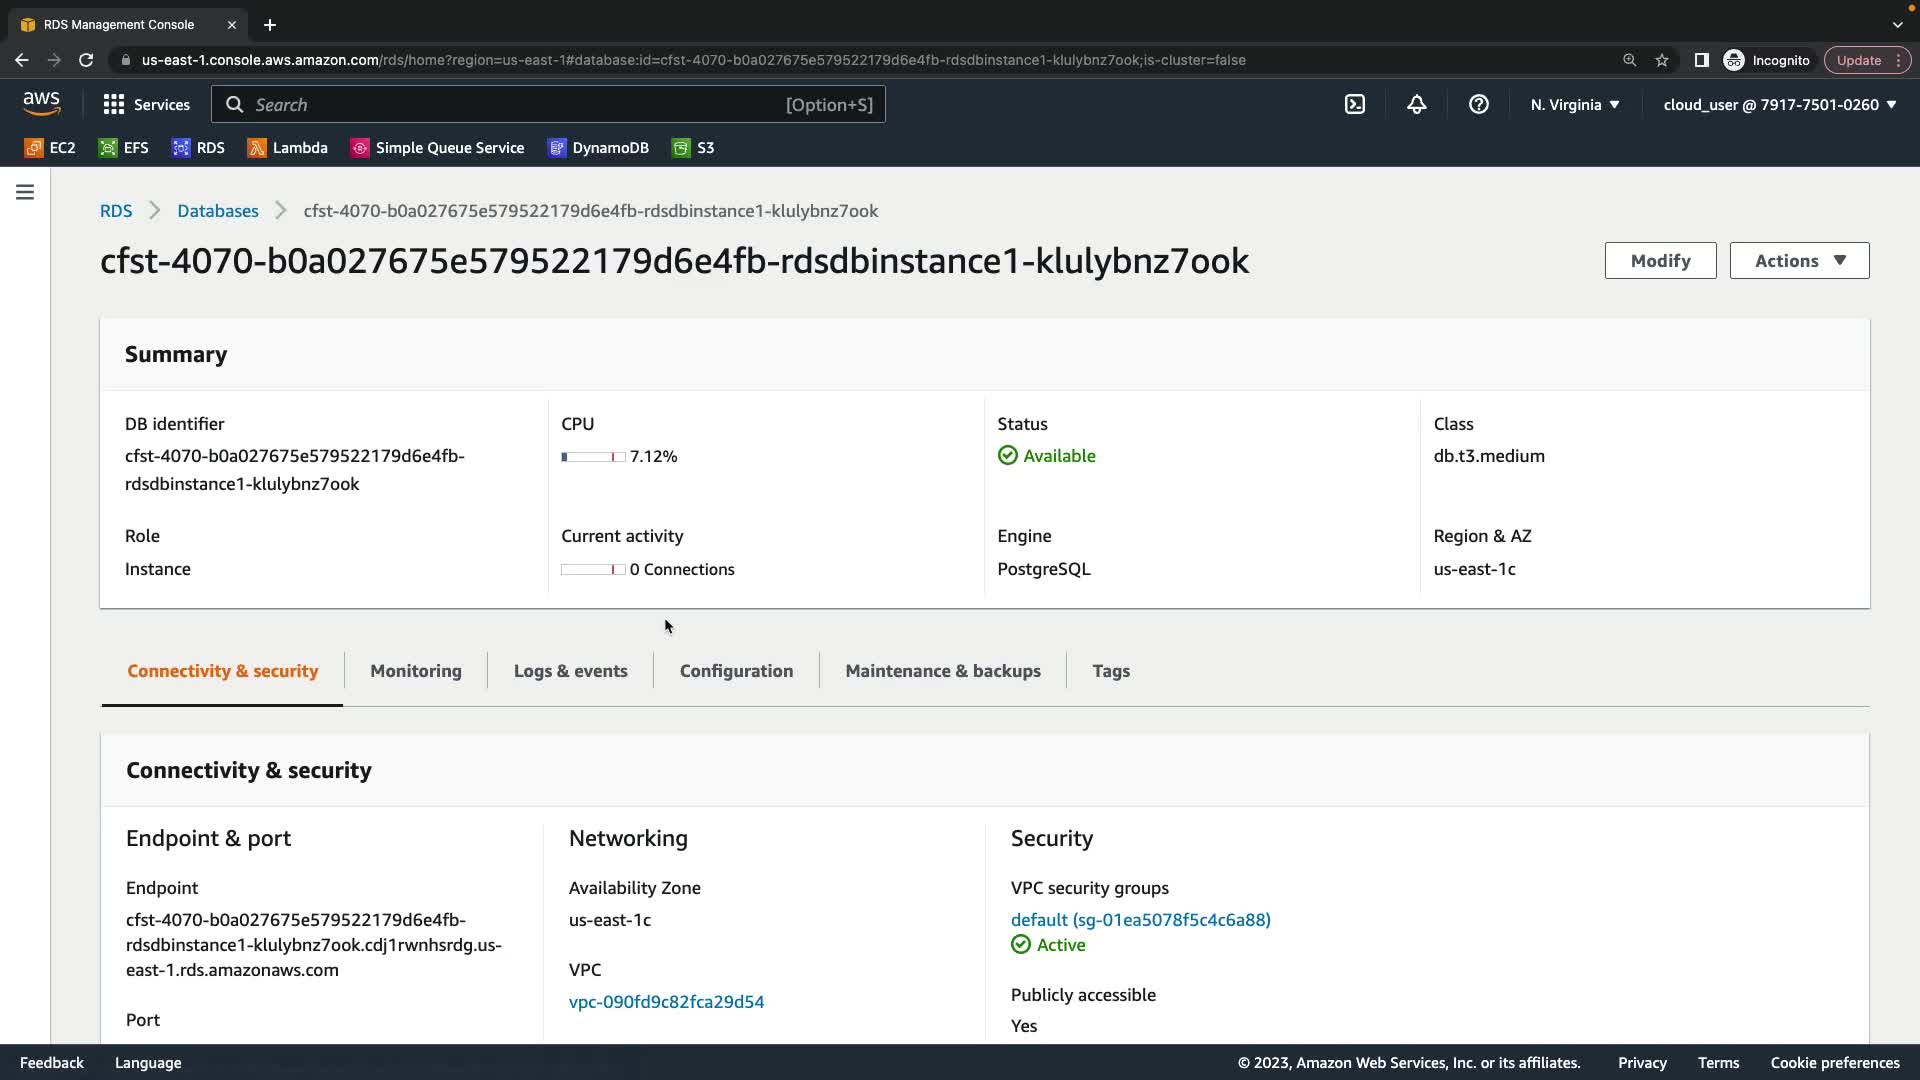 RDS Management Console
us-east-1.console.aws.amazon.com/rds/home?region=us-east-1#database:id=cfst-4070-b0a027675e579522179d6e4fb-rdsdbinstance1-klulybnz7ook;is-cluster=false
Incognito
Update
aws
Services
Search
[Option+S]
N. Virginia
cloud_user @ 7917-7501-0260
EC2
EFS
RDS
Lambda
Simple Queue Service
DynamoDB
S3
RDS
Databases
cfst-4070-b0a027675e579522179d6e4fb-rdsdbinstance1-klulybnz7ook
cfst-4070-b0a027675e579522179d6e4fb-rdsdbinstance1-klulybnz7ook
Modify
Actions
Summary
DB identifier
cfst-4070-b0a027675e579522179d6e4fb-
rdsdbinstance1-klulybnz7ook
CPU
7.12%
Status
Available
Class
db.t3.medium
Role
Instance
Current activity
0 Connections
Engine
PostgreSQL
Region & AZ
us-east-1c
Connectivity & security
Monitoring
Logs & events
Configuration
Maintenance & backups
Tags
Connectivity & security
Endpoint & port
Endpoint
cfst-4070-b0a027675e579522179d6e4fb-
rdsdbinstance1-klulybnz7ook.cdj1rwnhsrdg.us-
east-1.rds.amazonaws.com
Port
Networking
Availability Zone
us-east-1c
VPC
vpc-090fd9c82fca29d54
Security
VPC security groups
default (sg-01ea5078f5c4c6a88)
Active
Publicly accessible
Yes
Feedback
Language
© 2023, Amazon Web Services, Inc. or its affiliates.
Privacy
Terms
Cookie preferences